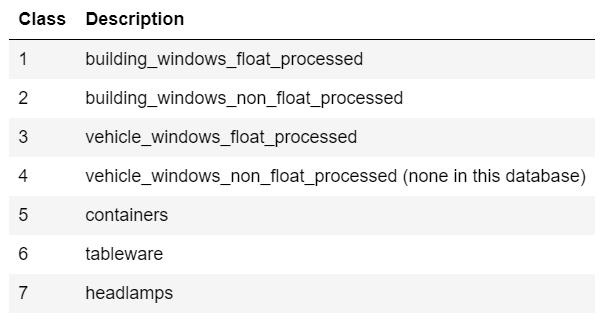 Class Description
1 building_windows_float_processed
2 building_windows_non_float_processed
3 vehicle_windows_float_processed
4 vehicle_windows_non_float_processed (none in this database)
5 containers
6 tableware
7 headlamps